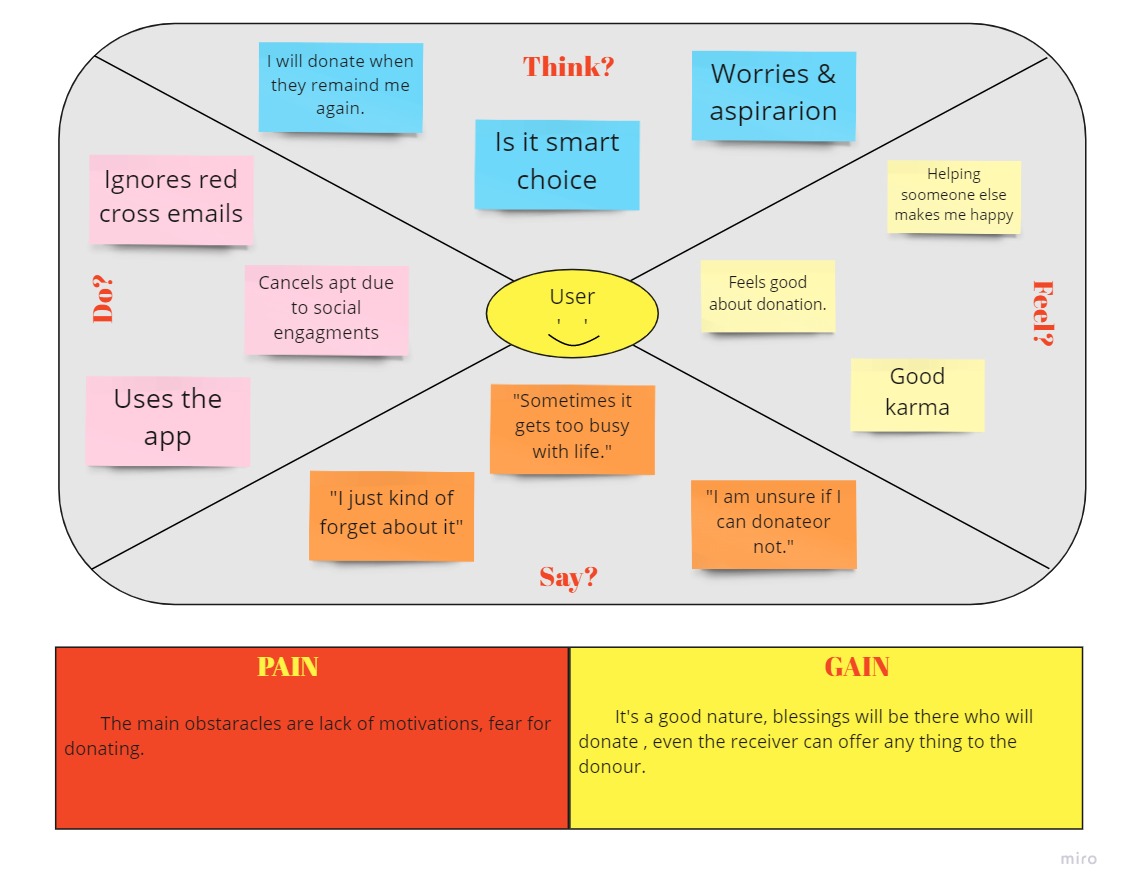 Think?
I will donate when
they remaind me
again.
Is it smart
choice
Worries &
aspirarion
Do?
Ignores red
cross emails
Cancels apt due
to social
engagments
Uses the
app
User
Feel?
Helping
soomeone else
makes me happy
Feels good
about donation.
Good
karma
"Sometimes it
gets too busy
with life."
"I just kind of
forget about it"
"I am unsure if I
can donateor
not."
Say?
PAIN
The main obstaracles are lack of motivations, fear for
donating.
GAIN
It's a good nature, blessings will be there who will
donate , even the receiver can offer any thing to the
donour.
miro